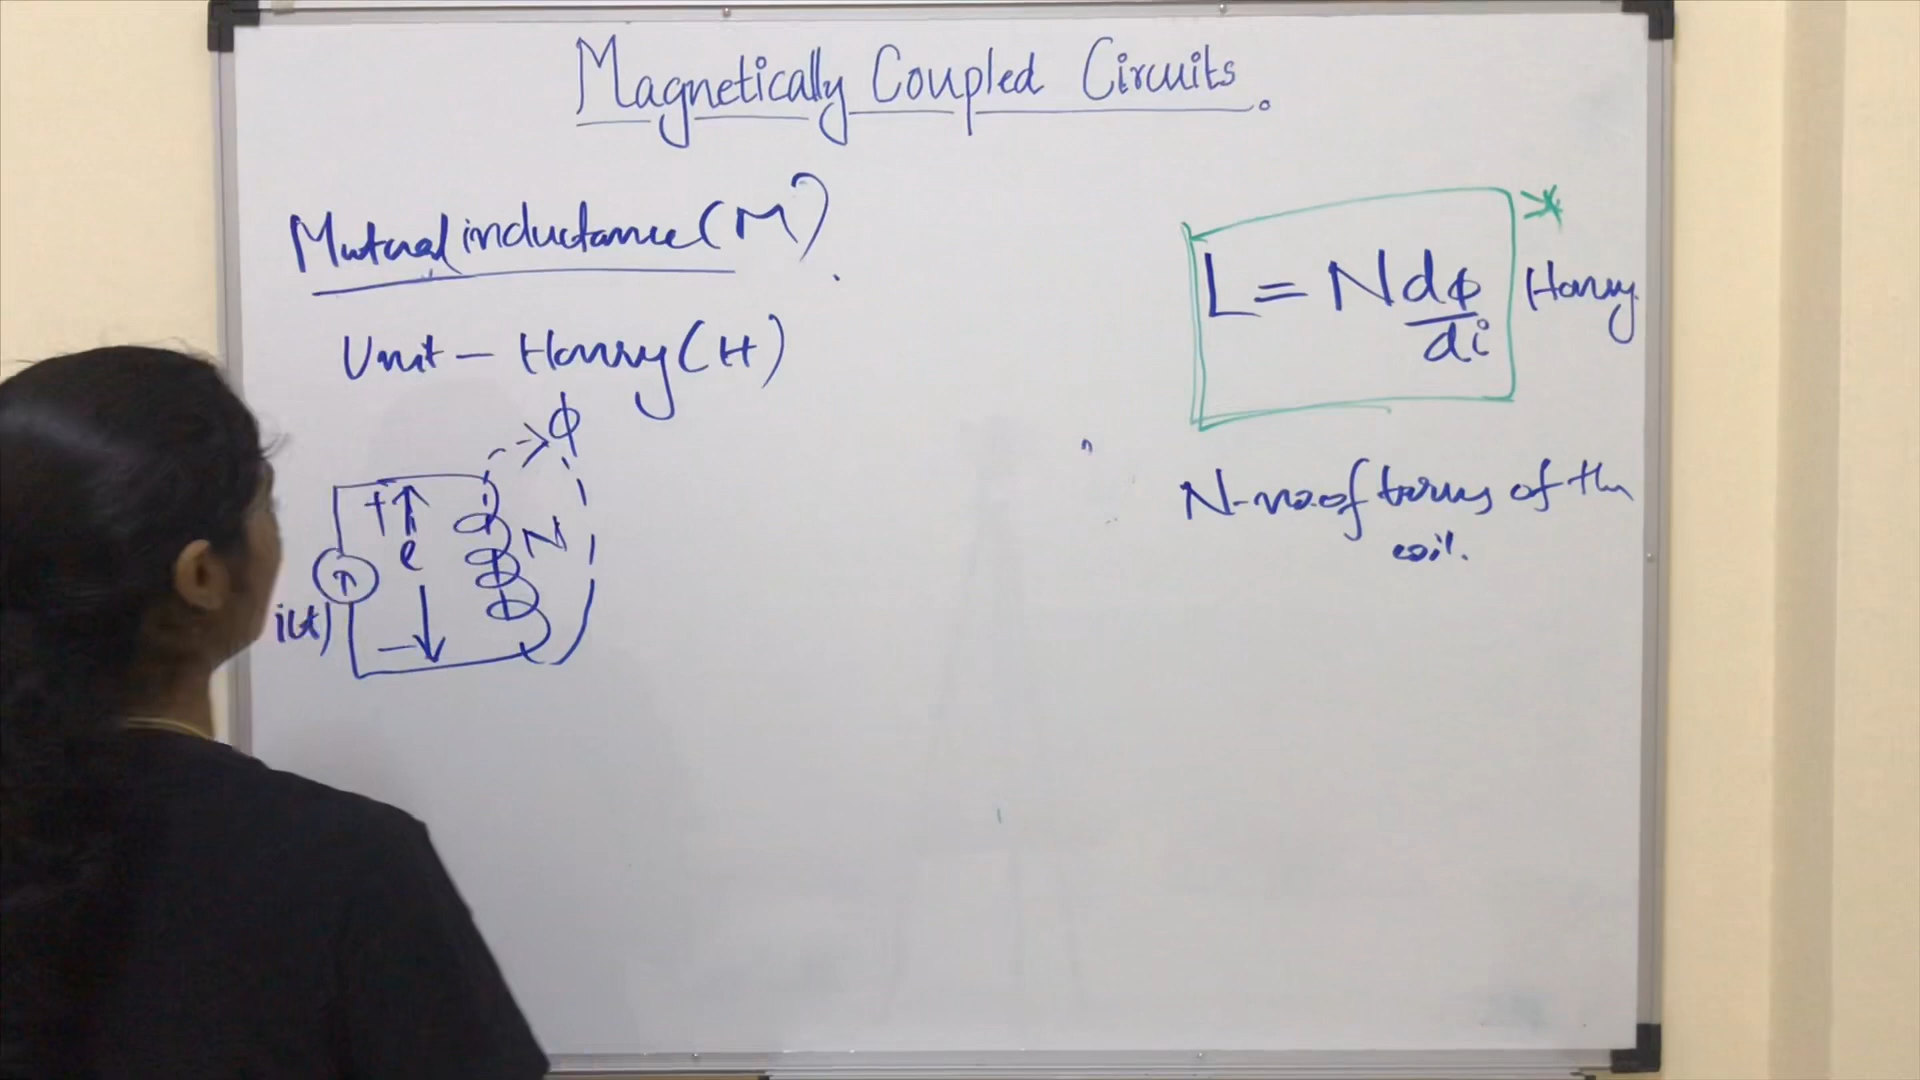 Magnetically Coupled Circuits.
Mutual inductance (M).
Unit - Henry (H)
ϕ
+
e
N
i(t)
-
L = N dϕ/di Henry
N - no. of turns of the
coil.